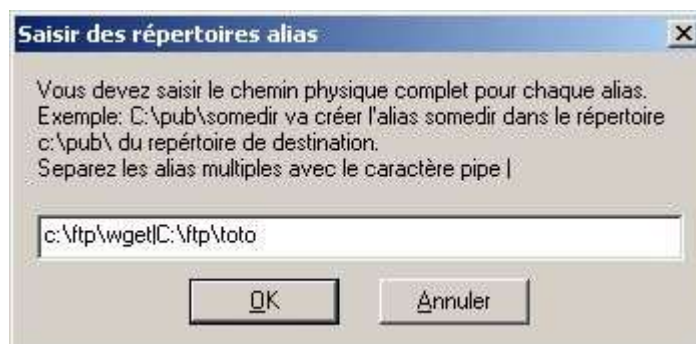 Saisir des répertoires alias
Vous devez saisir le chemin physique complet pour chaque alias.
Exemple: C:\pub\somedir va créer l'alias somedir dans le répertoire
c:\pub\ du repértoire de destination.
Separez les alias multiples avec le caractère pipe |
c:\ftp\wget|C:\ftp\toto
OK
Annuler